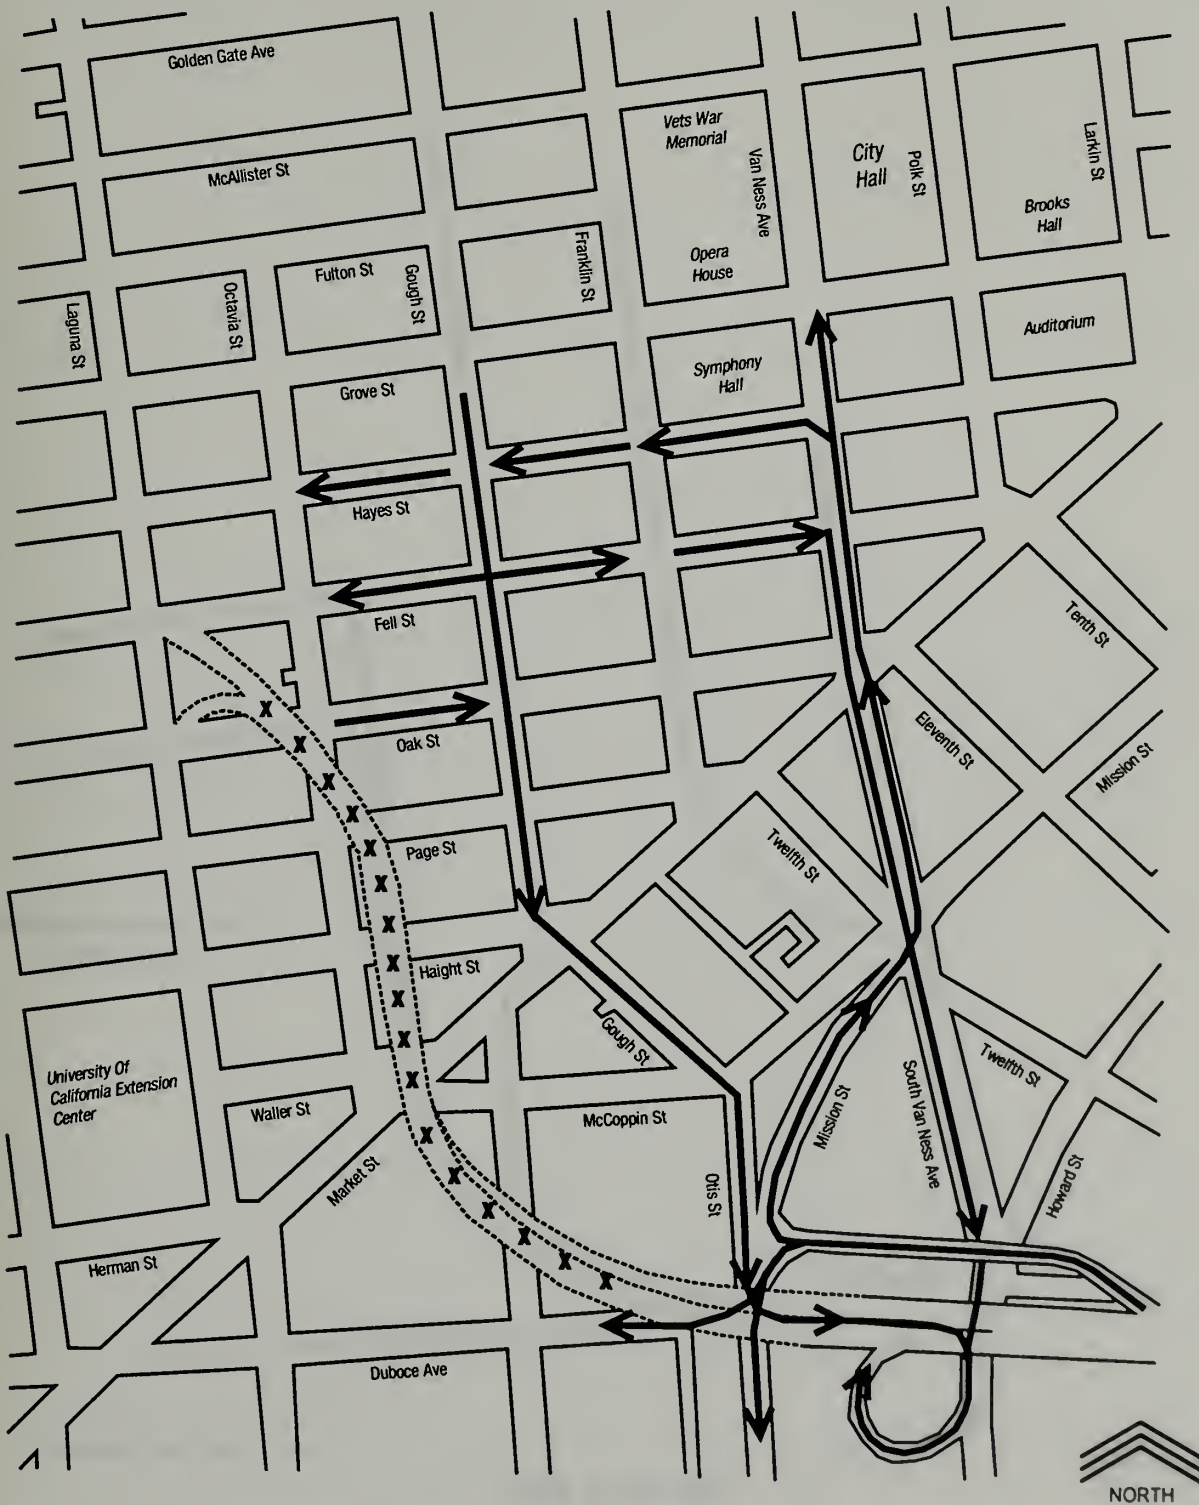 Golden Gate Ave
McAllister St
Vets War
Memorial
Van Ness Ave
City
Hall
Polk St
Larkin St
Brooks
Hall
Opera
House
Laguna St
Octavia St
Fulton St
Gough St
Franklin St
Auditorium
Symphony
Hall
Grove St
Hayes St
Fell St
Tenth St
Oak St
Eleventh St
Mission St
X
X
X
X
Page St
Twelfth St
X
X
X
X
Haight St
X
X
Gough St
X
University Of
California Extension
Center
Waller St
X
McCoppin St
Mission St
South Van Ness Ave
Twelfth St
X
Market St
X
Otis St
Howard St
X
X
Herman St
X
X
Duboce Ave
NORTH